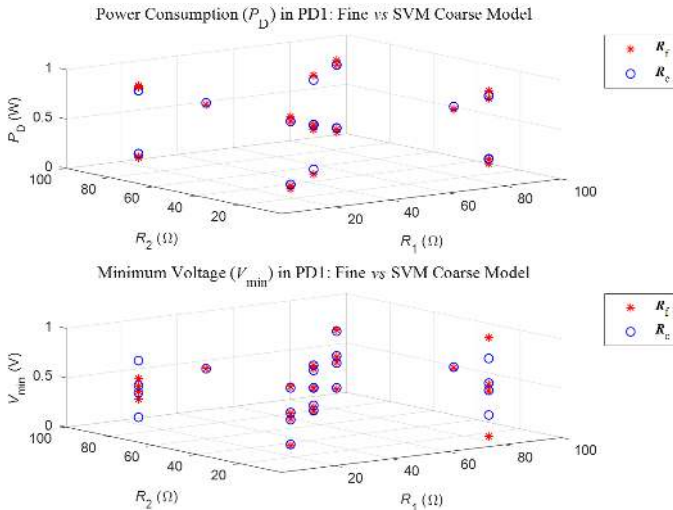 Power Consumption (P_D) in PD1: Fine vs SVM Coarse Model
R_f
R_c
1
0.5
0
P_D (W)
100
80
60
40
20
R_2 (Ω)
20
40
60
80
100
R_1 (Ω)
Minimum Voltage (V_min) in PD1: Fine vs SVM Coarse Model
R_f
R_c
1
0.5
0
V_min (V)
100
80
60
40
20
R_2 (Ω)
20
40
60
80
100
R_1 (Ω)